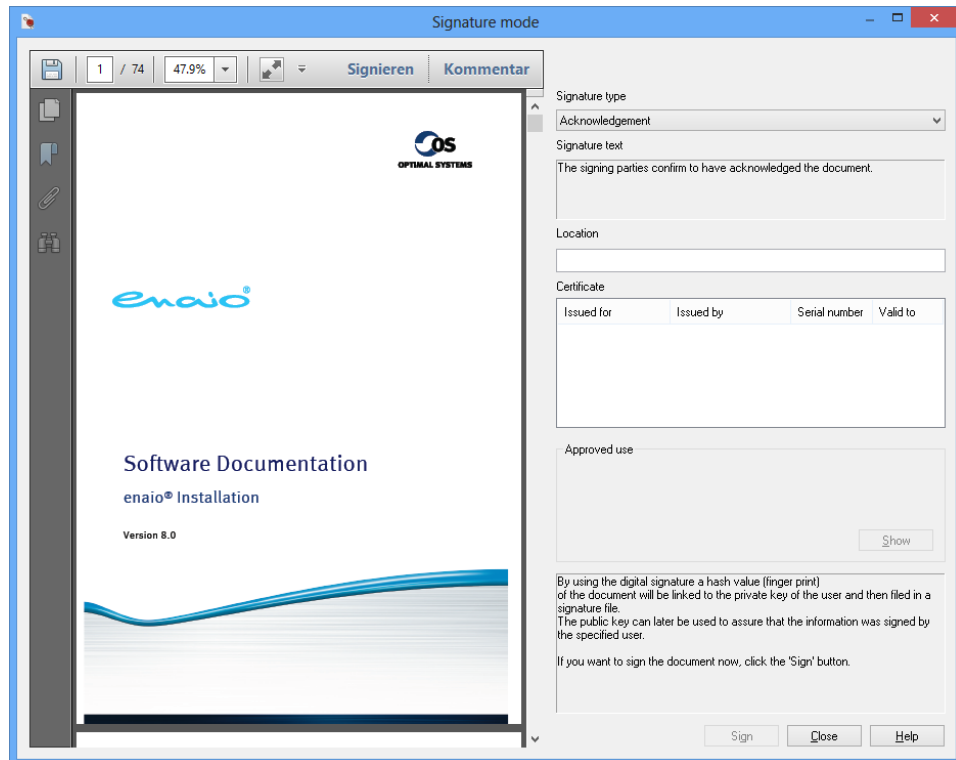 Signature mode
1 / 74 47.9% Signieren Kommentar
OS
OPTIMAL SYSTEMS
enaio®
Software Documentation
enaio® Installation
Version 8.0
Signature type
Acknowledgement
Signature text
The signing parties confirm to have acknowledged the document.
Location
Certificate
Issued for Issued by Serial number Valid to
Approved use
Show
By using the digital signature a hash value (finger print)
of the document will be linked to the private key of the user and then filed in a
signature file.
The public key can later be used to assure that the information was signed by
the specified user.
If you want to sign the document now, click the 'Sign' button.
Sign Close Help